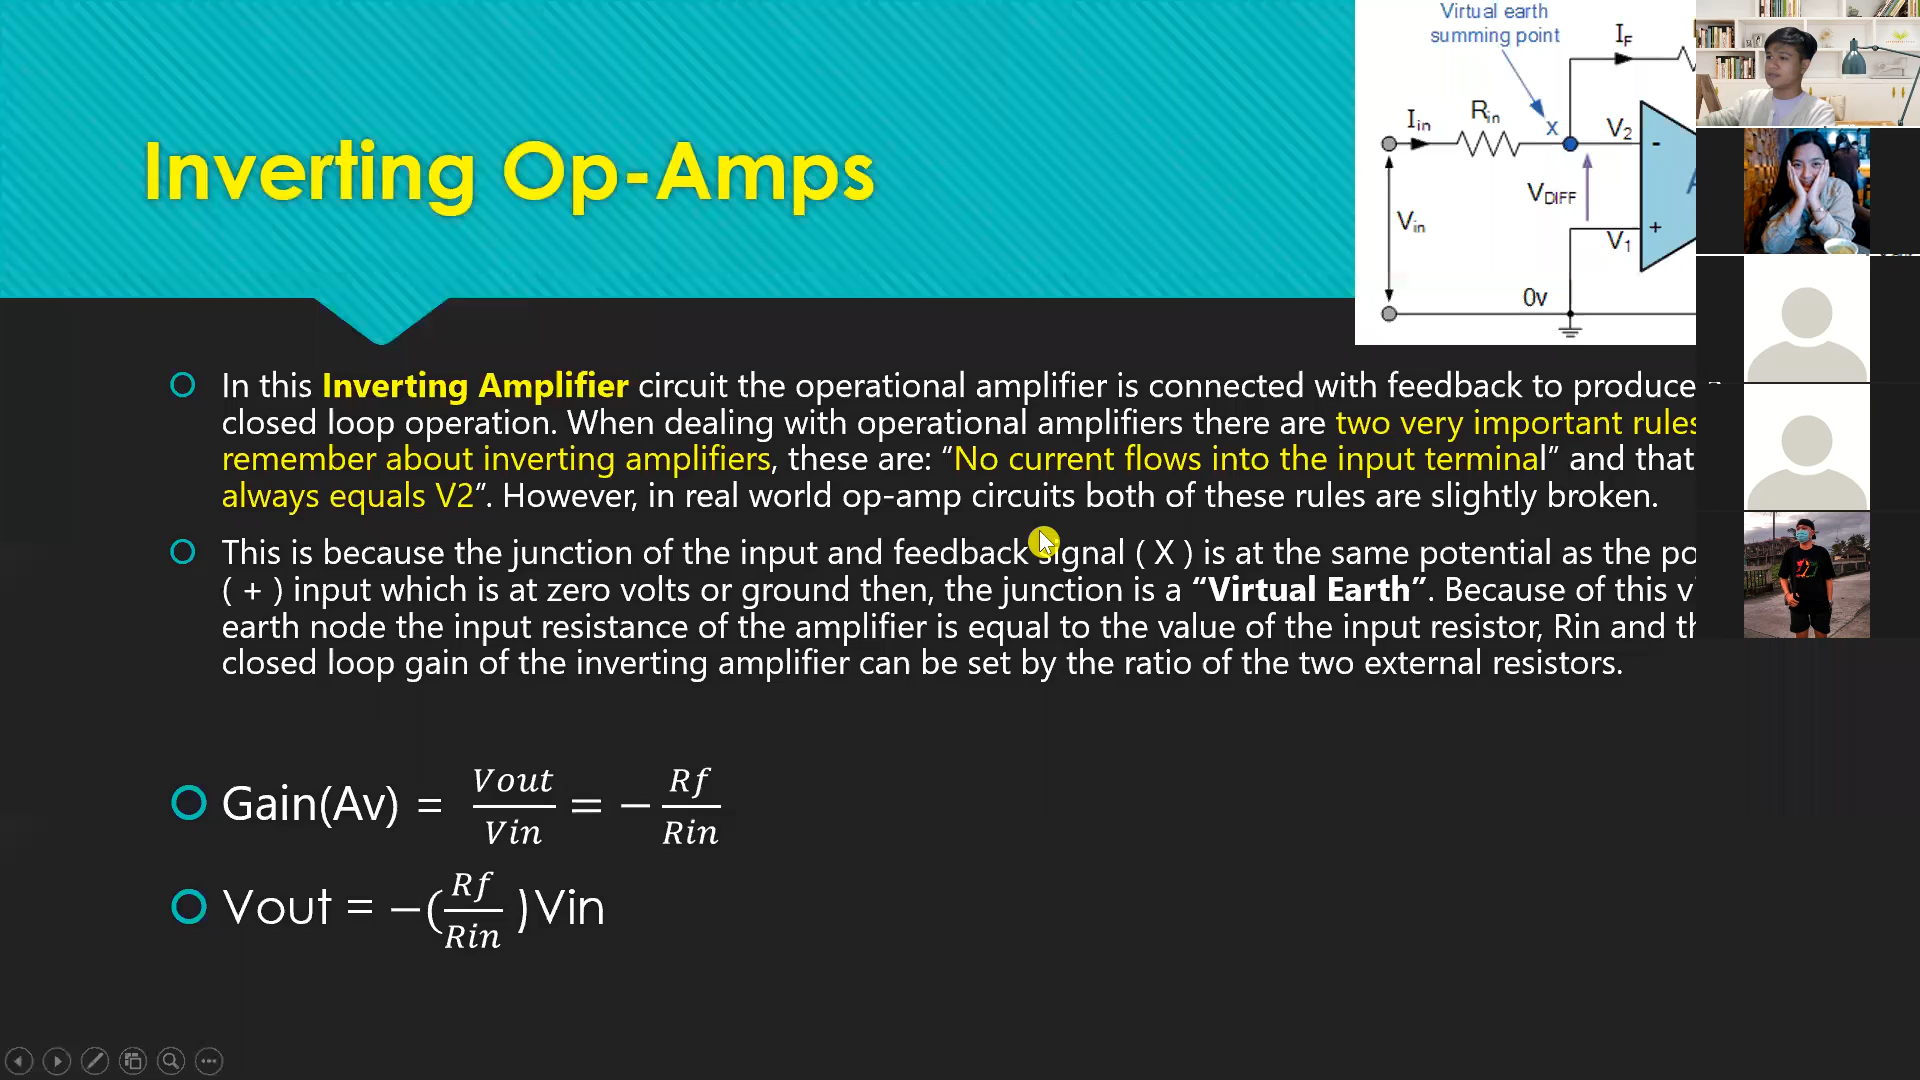 Inverting Op-Amps
Virtual earth
summing point
IF
Iin
Rin
X
V2
-
VDIFF
Vin
+
V1
0v
In this Inverting Amplifier circuit the operational amplifier is connected with feedback to produce
closed loop operation. When dealing with operational amplifiers there are two very important rules
remember about inverting amplifiers, these are: “No current flows into the input terminal” and that
always equals V2”. However, in real world op-amp circuits both of these rules are slightly broken.
This is because the junction of the input and feedback signal ( X ) is at the same potential as the
( + ) input which is at zero volts or ground then, the junction is a “Virtual Earth”. Because of this
earth node the input resistance of the amplifier is equal to the value of the input resistor, Rin and
closed loop gain of the inverting amplifier can be set by the ratio of the two external resistors.
Gain(Av) = Vout/Vin = −Rf/Rin
Vout = −(Rf/Rin)Vin